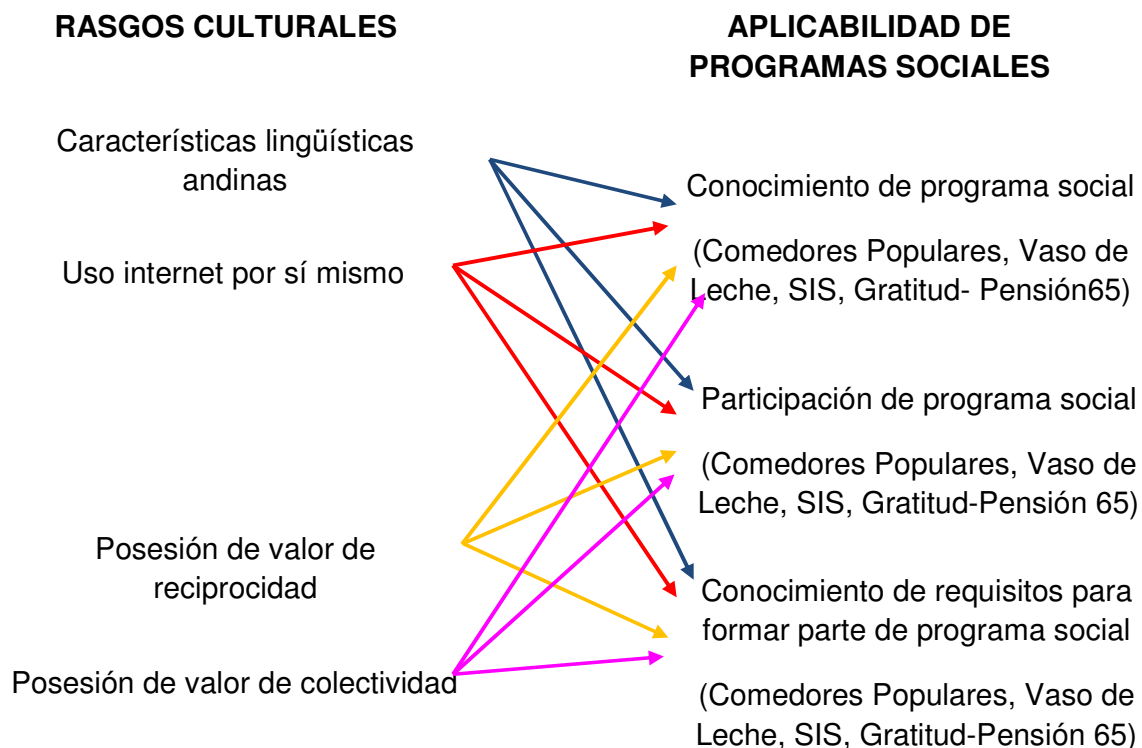 RASGOS CULTURALES
Características lingüísticas
andinas
Uso internet por sí mismo
Posesión de valor de
reciprocidad
Posesión de valor de colectividad
APLICABILIDAD DE
PROGRAMAS SOCIALES
Conocimiento de programa social
(Comedores Populares, Vaso de
Leche, SIS, Gratitud- Pensión65)
Participación de programa social
(Comedores Populares, Vaso de
Leche, SIS, Gratitud-Pensión 65)
Conocimiento de requisitos para
formar parte de programa social
(Comedores Populares, Vaso de
Leche, SIS, Gratitud-Pensión 65)